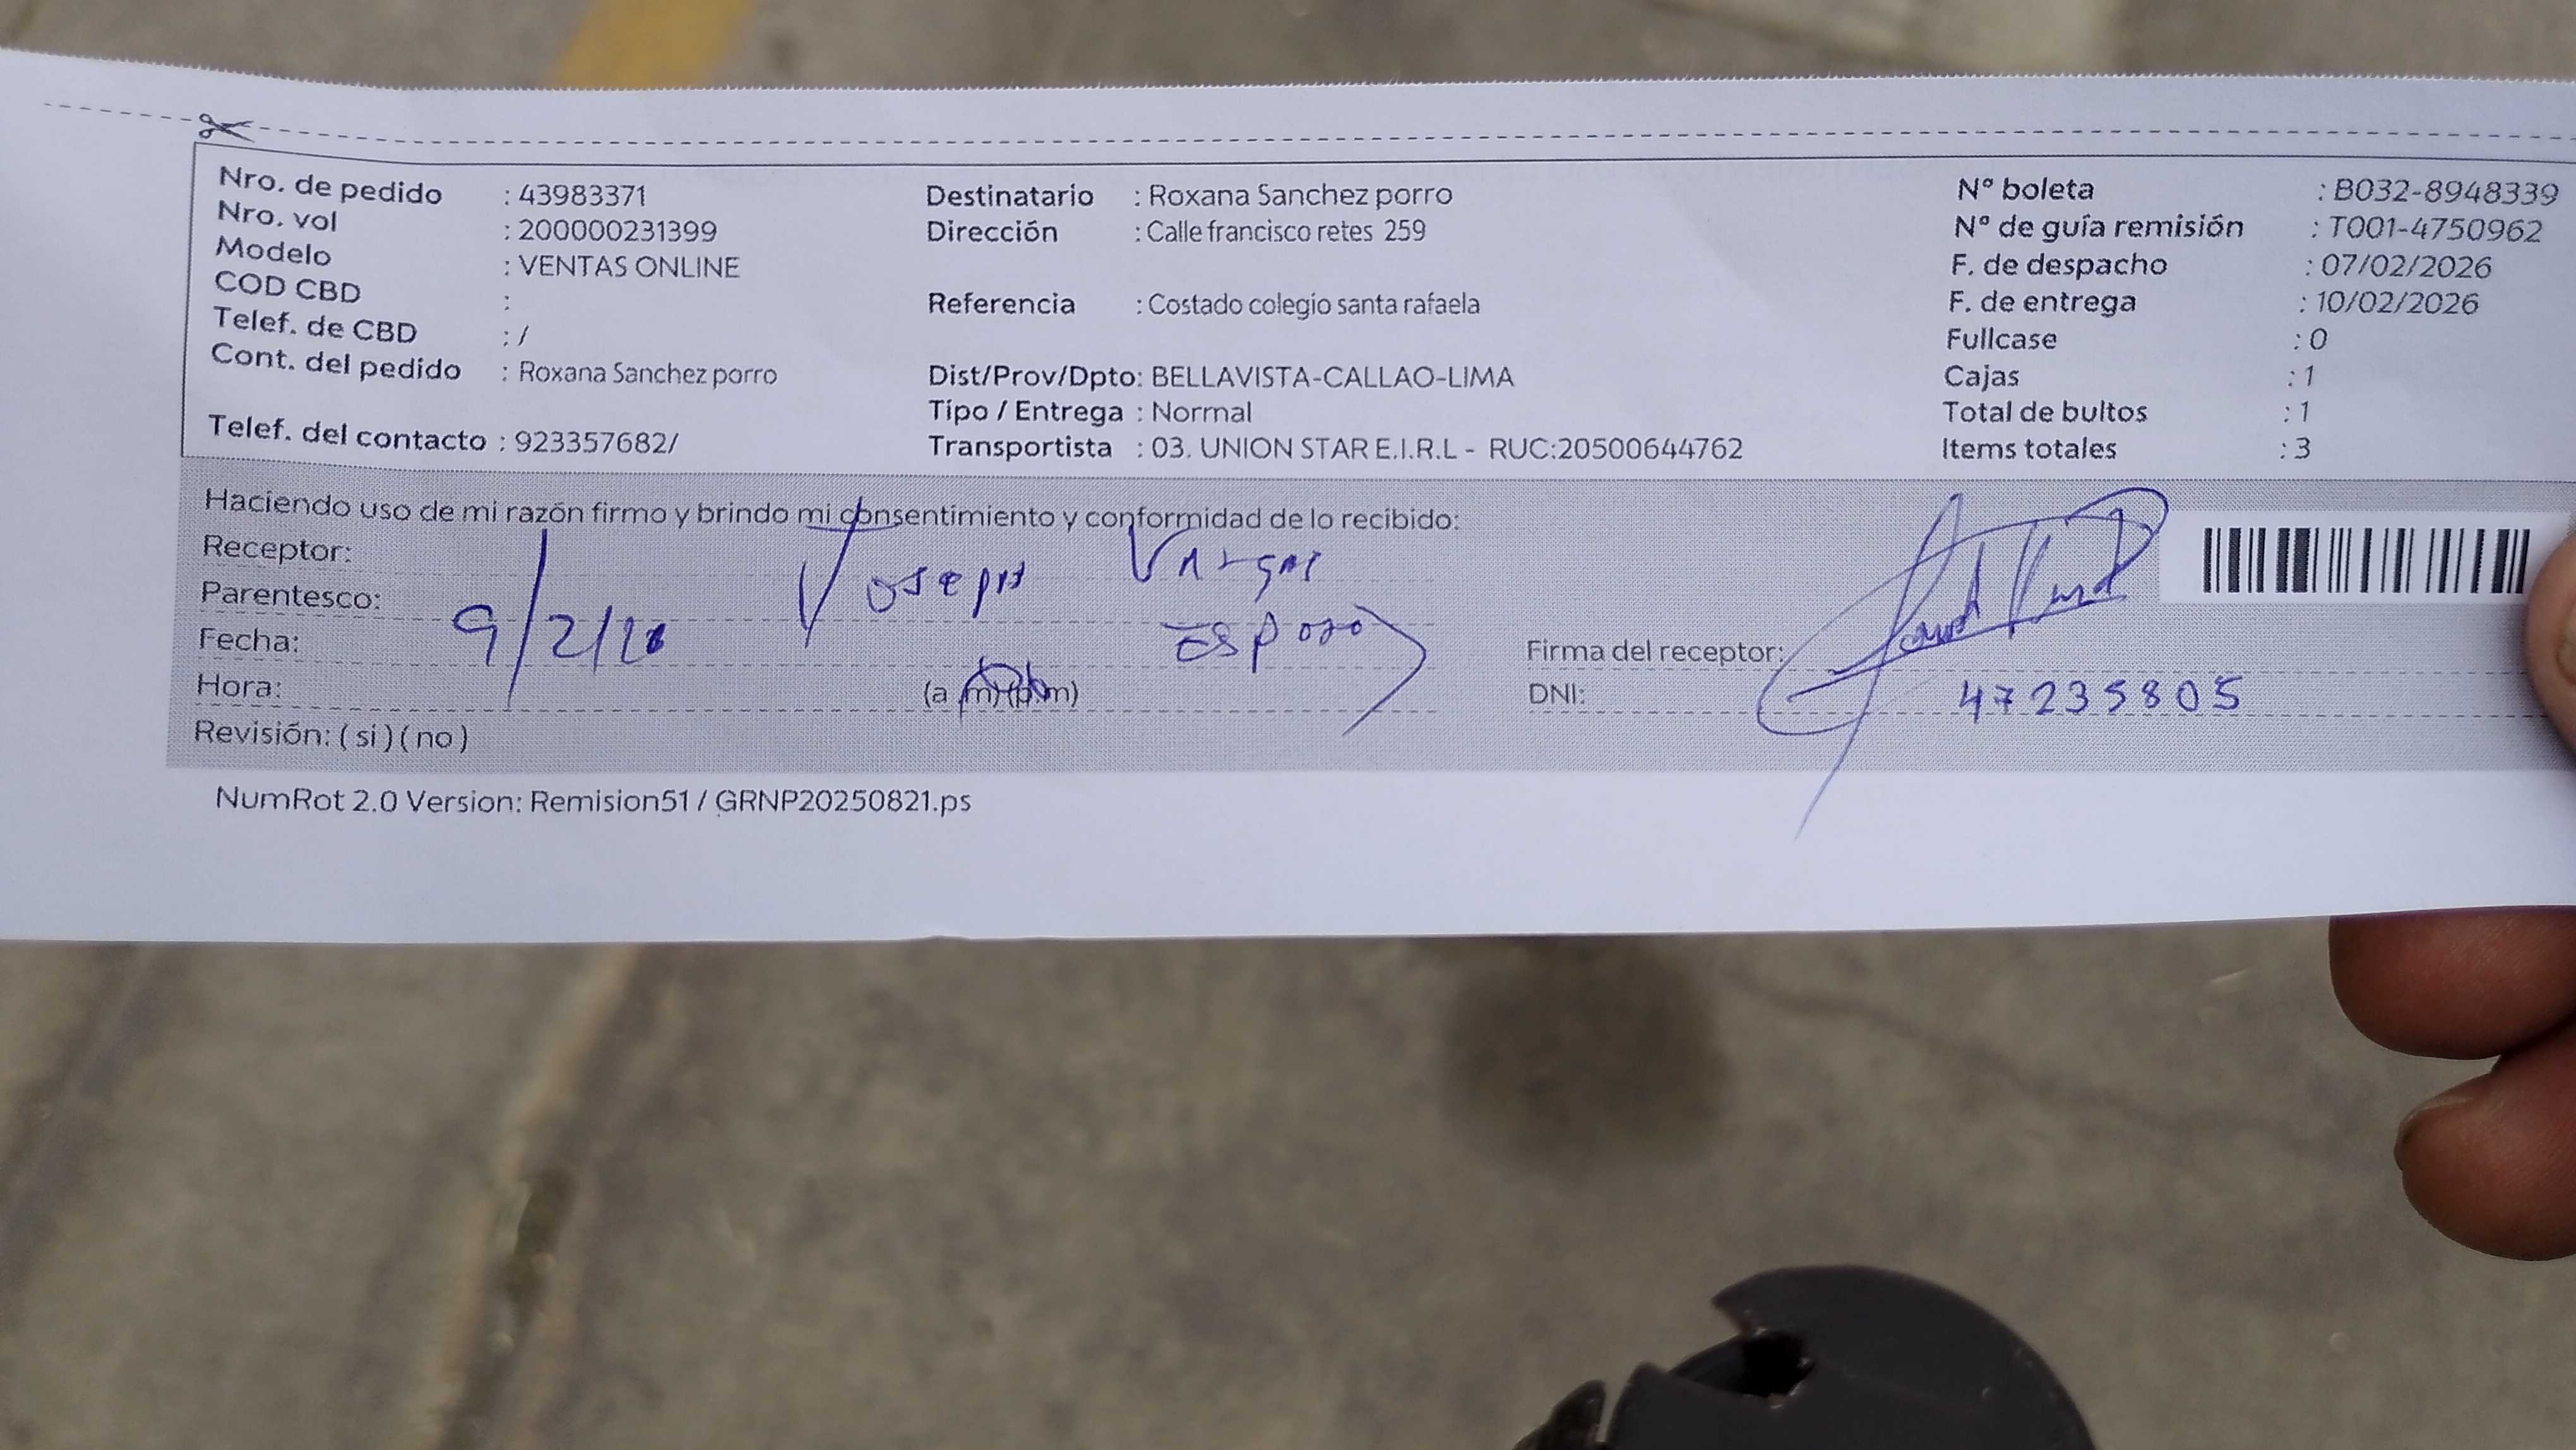 Nro. de pedido : 43983371
Nro. vol : 200000231399
Modelo : VENTAS ONLINE
COD CBD :
Telef. de CBD : /
Cont. del pedido : Roxana Sanchez porro
Telef. del contacto : 923357682/
Destinatario : Roxana Sanchez porro
Dirección : Calle francisco retes 259
Referencia : Costado colegio santa rafaela
Dist/Prov/Dpto: BELLAVISTA-CALLAO-LIMA
Tipo / Entrega : Normal
Transportista : 03. UNION STAR E.I.R.L - RUC:20500644762
Nº boleta : B032-8948339
Nº de guía remisión : T001-4750962
F. de despacho : 07/02/2026
F. de entrega : 10/02/2026
Fullcase : 0
Cajas : 1
Total de bultos : 1
Items totales : 3
Haciendo uso de mi razón firmo y brindo mi consentimiento y conformidad de lo recibido:
Receptor: Yoseph Vargas
Parentesco: Esposo
Fecha: 9/2/26
Hora: (a.m)(p.m)
Revisión: ( si ) ( no )
Firma del receptor:
DNI: 47235805
NumRot 2.0 Version: Remision51 / GRNP20250821.ps